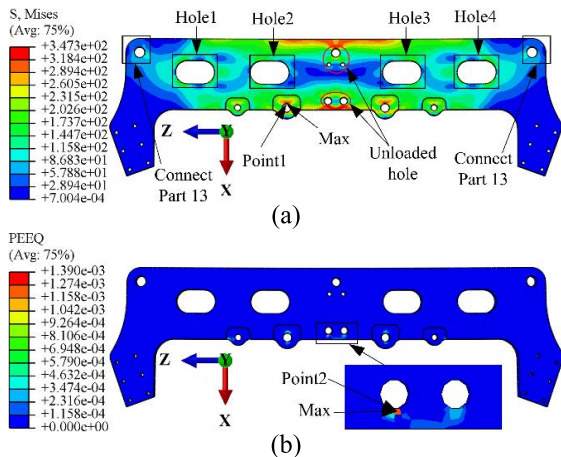 S, Mises
(Avg: 75%)
+3.473e+02
+3.184e+02
+2.894e+02
+2.605e+02
+2.315e+02
+2.026e+02
+1.737e+02
+1.447e+02
+1.158e+02
+8.683e+01
+5.788e+01
+2.894e+01
+7.004e-04
Hole1
Hole2
Hole3
Hole4
Z
Y
X
Connect
Part 13
Point1
Max
Unloaded
hole
Connect
Part 13
(a)
PEEQ
(Avg: 75%)
+1.390e-03
+1.274e-03
+1.158e-03
+1.042e-03
+9.264e-04
+8.106e-04
+6.948e-04
+5.790e-04
+4.632e-04
+3.474e-04
+2.316e-04
+1.158e-04
+0.000e+00
Z
Y
X
Point2
Max
(b)